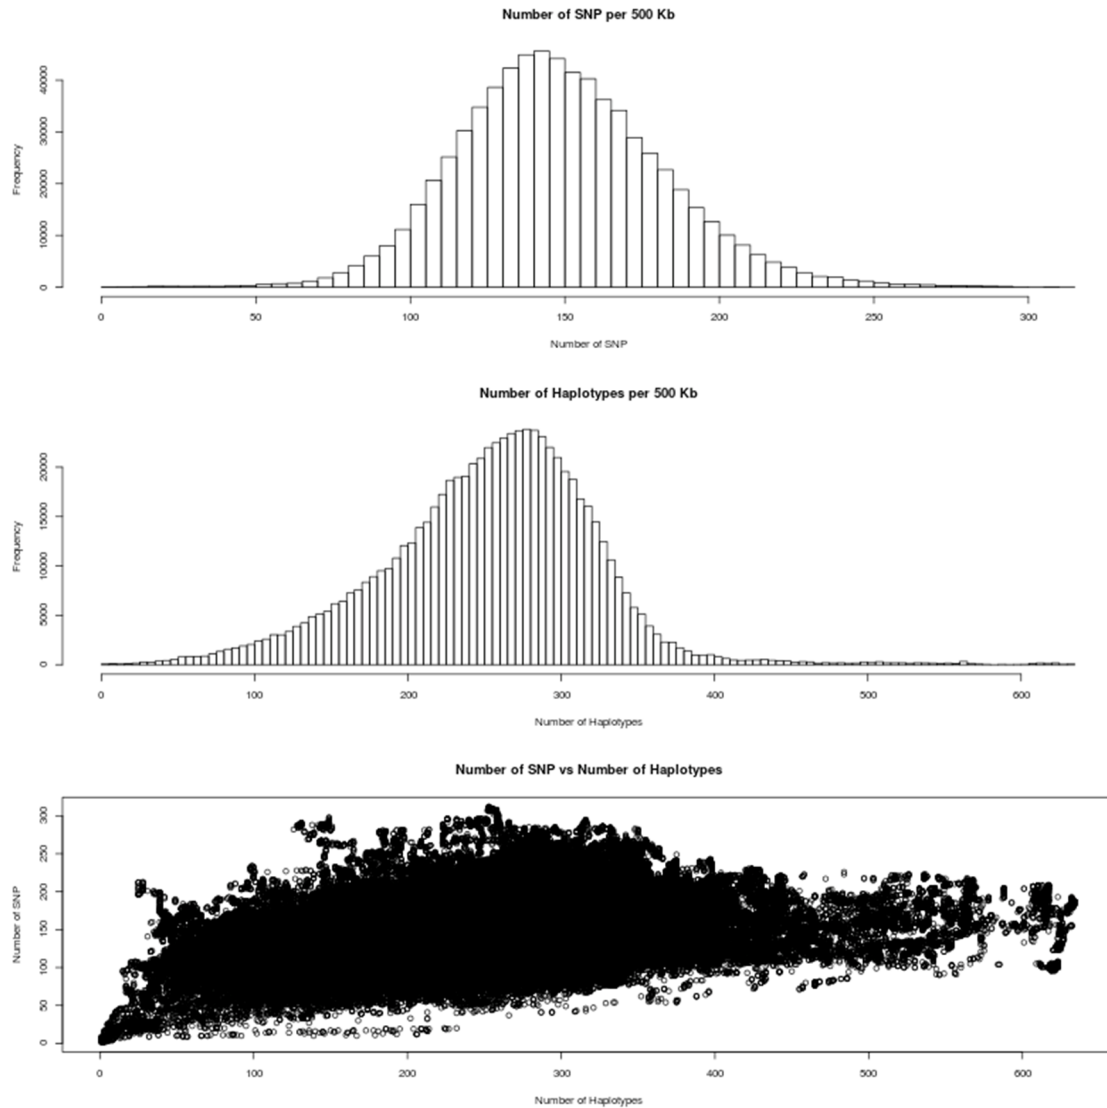 Number of SNP per 500 Kb
Frequency
40000
30000
20000
10000
0
0 50 100 150 200 250 300
Number of SNP
Number of Haplotypes per 500 Kb
Frequency
20000
15000
10000
5000
0
0 100 200 300 400 500 600
Number of Haplotypes
Number of SNP vs Number of Haplotypes
Number of SNP
300
250
200
150
100
50
0
0 100 200 300 400 500 600
Number of Haplotypes